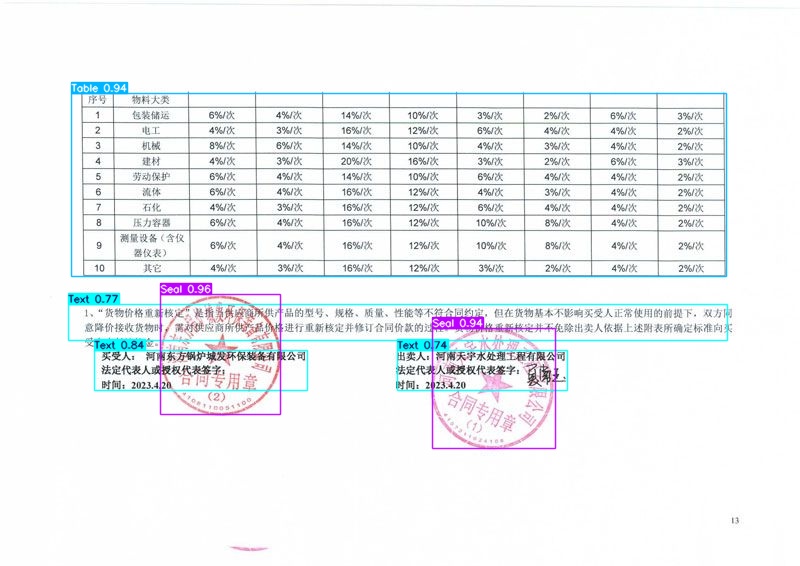 Table 0.94
序号 物料大类
1 包装储运 6%/次 4%/次 14%/次 10%/次 3%/次 2%/次 6%/次 3%/次
2 电工 4%/次 3%/次 16%/次 12%/次 6%/次 4%/次 4%/次 2%/次
3 机械 8%/次 6%/次 14%/次 10%/次 4%/次 3%/次 4%/次 2%/次
4 建材 4%/次 3%/次 20%/次 16%/次 3%/次 2%/次 6%/次 3%/次
5 劳动保护 6%/次 4%/次 14%/次 10%/次 6%/次 4%/次 4%/次 2%/次
6 流体 6%/次 4%/次 16%/次 12%/次 4%/次 3%/次 4%/次 2%/次
7 石化 4%/次 3%/次 16%/次 12%/次 6%/次 4%/次 4%/次 2%/次
8 压力容器 6%/次 4%/次 16%/次 12%/次 10%/次 8%/次 4%/次 2%/次
9 测量设备（含仪器仪表） 6%/次 4%/次 16%/次 12%/次 10%/次 8%/次 4%/次 2%/次
10 其它 4%/次 3%/次 16%/次 12%/次 3%/次 2%/次 4%/次 2%/次
Seal 0.96
Text 0.77
1、“货物价格重新核定”是指当供应商所供产品的型号、规格、质量、性能等不符合同约定，但在货物基本不影响买受人正常使用的前提下，双方同
意降价接收货物时，需对供应商所供产品价格进行重新核定并修订合同价款的过 价格重新核定并不免除出卖人依据上述附表所确定标准向买
Seal 0.94
Text 0.84
买受人： 河南东方锅炉城发环保装备有限公司
法定代表人或授权代表签字：
时间：2023.4.20
合同专用章
（2）
4108110051100
Text 0.74
出卖人：河南天宇水处理工程有限公司
法定代表人或授权代表签字：
时间：2023.4.20
合同专用章
（1）
13